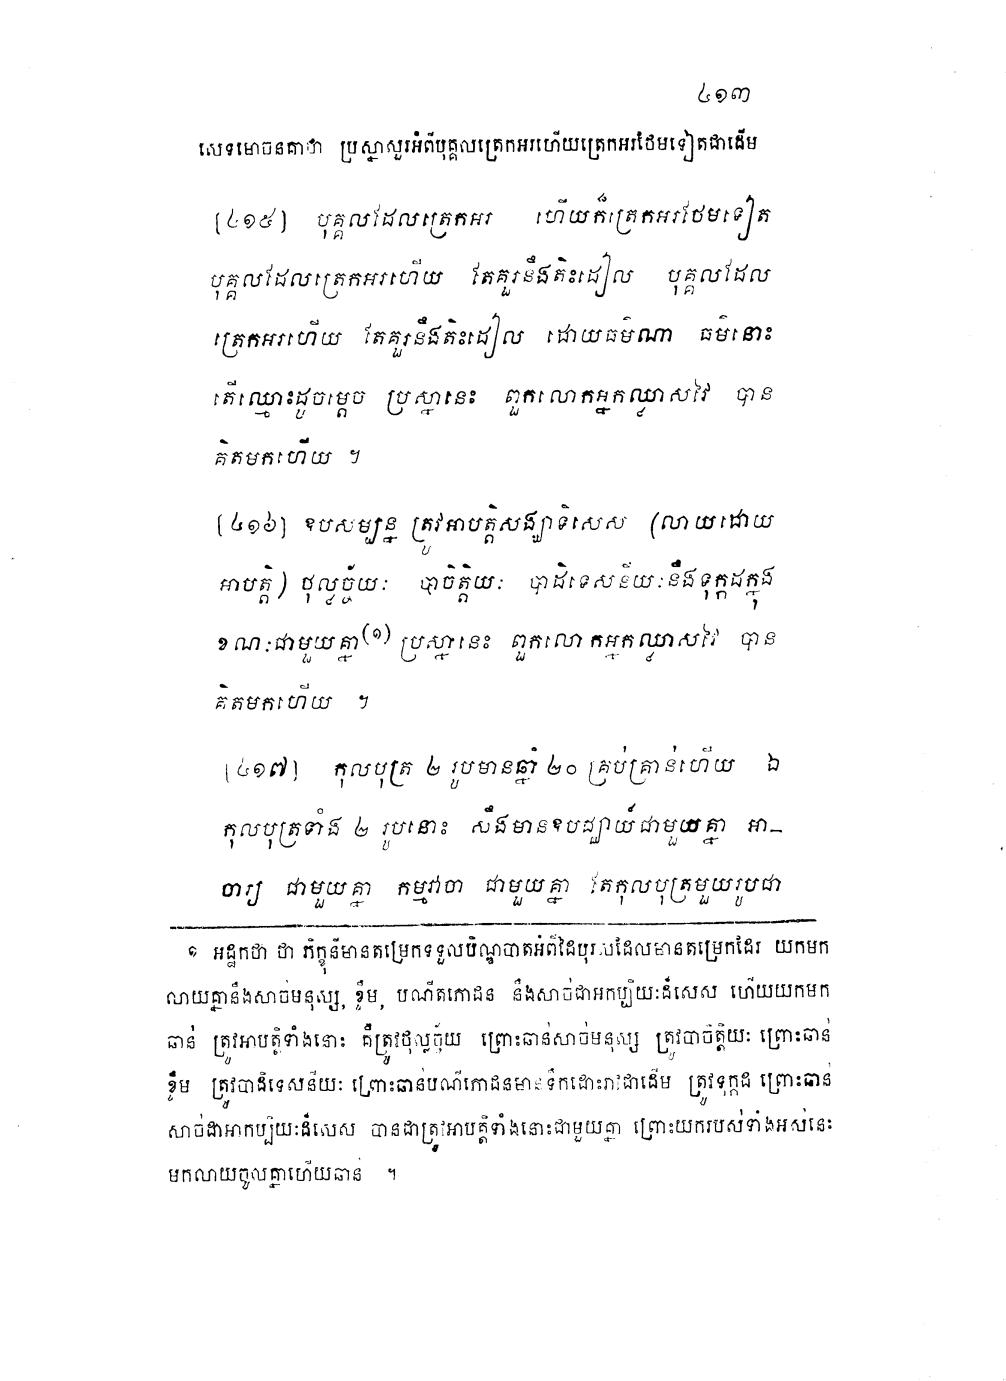 ៤១៣
សេទមោចនគាថា ប្រស្នាសួរអំពីបុគ្គលត្រេកអរហើយត្រេកអរថែមទៀតជាដើម
[៤១៥] បុគ្គលដែលត្រេកអរ ហើយក៏ត្រេកអរថែមទៀត
បុគ្គលដែលត្រេកអរហើយ តែគួរនឹងតិះដៀល បុគ្គលដែល
ត្រេកអរហើយ តែគួរនឹងតិះដៀល ដោយធម៌ណា ធម៌នោះ
តើឈ្មោះដូចម្តេច ប្រស្នានេះ ពួកលោកអ្នកឈ្លាសវៃ បាន
គិតមកហើយ ។
[៤១៦] ឧបសម្បន្ន ត្រូវអាបត្តិសង្ឃាទិសេស (លាយដោយ
អាបត្តិ) ថុល្លច្ច័យៈ បាចិត្តិយៈ បាដិទេសនីយៈនឹងទុក្កដក្នុង
ខណៈជាមួយគ្នា(១) ប្រស្នានេះ ពួកលោកអ្នកឈ្លាសវៃ បាន
គិតមកហើយ ។
[៤១៧] កុលបុត្រ ២ រូបមានឆ្នាំ ២០ គ្រប់គ្រាន់ហើយ ឯ
កុលបុត្រទាំង ២ រូបនោះ សឹងមានឧបជ្ឈាយ៍ជាមួយគ្នា អា-
ចារ្យ ជាមួយគ្នា កម្មវាចា ជាមួយគ្នា តែកុលបុត្រមួយរូបជា
១ អដ្ឋកថា ថា ភិក្ខុនីមានតម្រេកទទួលបិណ្ឌបាតអំពីដៃបុរសដែលមានតម្រេកដែរ យកមក
លាយគ្នានឹងសាច់មនុស្ស, ខ្ទឹម, បណីតភោជន នឹងសាច់ជាអកប្បិយៈដ៏សេស ហើយយកមក
ឆាន់ ត្រូវអាបត្តិទាំងនោះ គឺត្រូវថុល្លច្ច័យ ព្រោះឆាន់សាច់មនុស្ស ត្រូវបាចិត្តិយៈ ព្រោះឆាន់
ខ្ទឹម ត្រូវបាដិទេសនីយៈ ព្រោះឆាន់បណីតភោជនមានទឹកដោះរាវជាដើម ត្រូវទុក្កដ ព្រោះឆាន់
សាច់ជាអកប្បិយៈដ៏សេស បានជាត្រូវអាបត្តិទាំងនោះជាមួយគ្នា ព្រោះយករបស់ទាំងអស់នេះ
មកលាយចូលគ្នាហើយឆាន់ ។